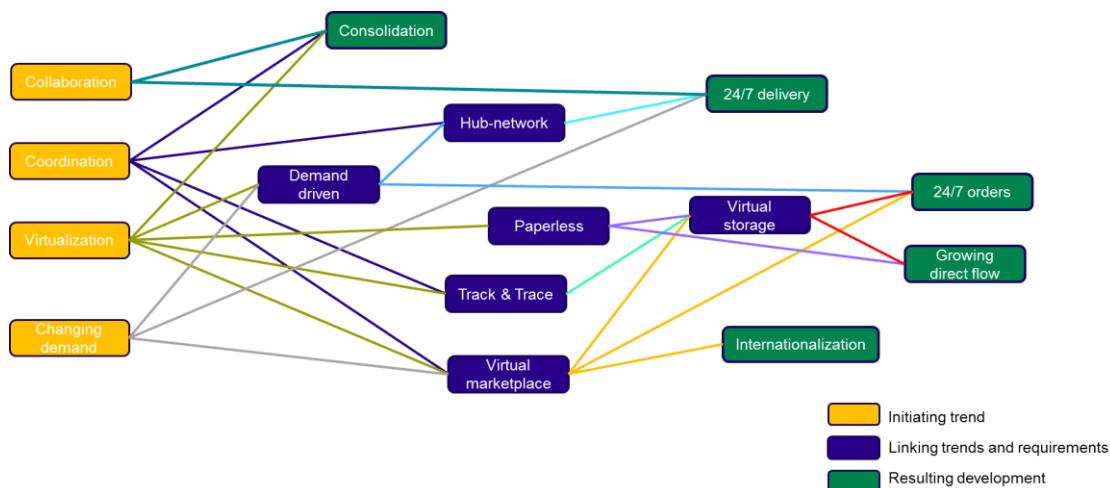 Consolidation
Collaboration
24/7 delivery
Hub-network
Coordination
Demand
driven
24/7 orders
Virtual
storage
Paperless
Virtualization
Growing
direct flow
Track & Trace
Changing
demand
Internationalization
Virtual
marketplace
Initiating trend
Linking trends and requirements
Resulting development